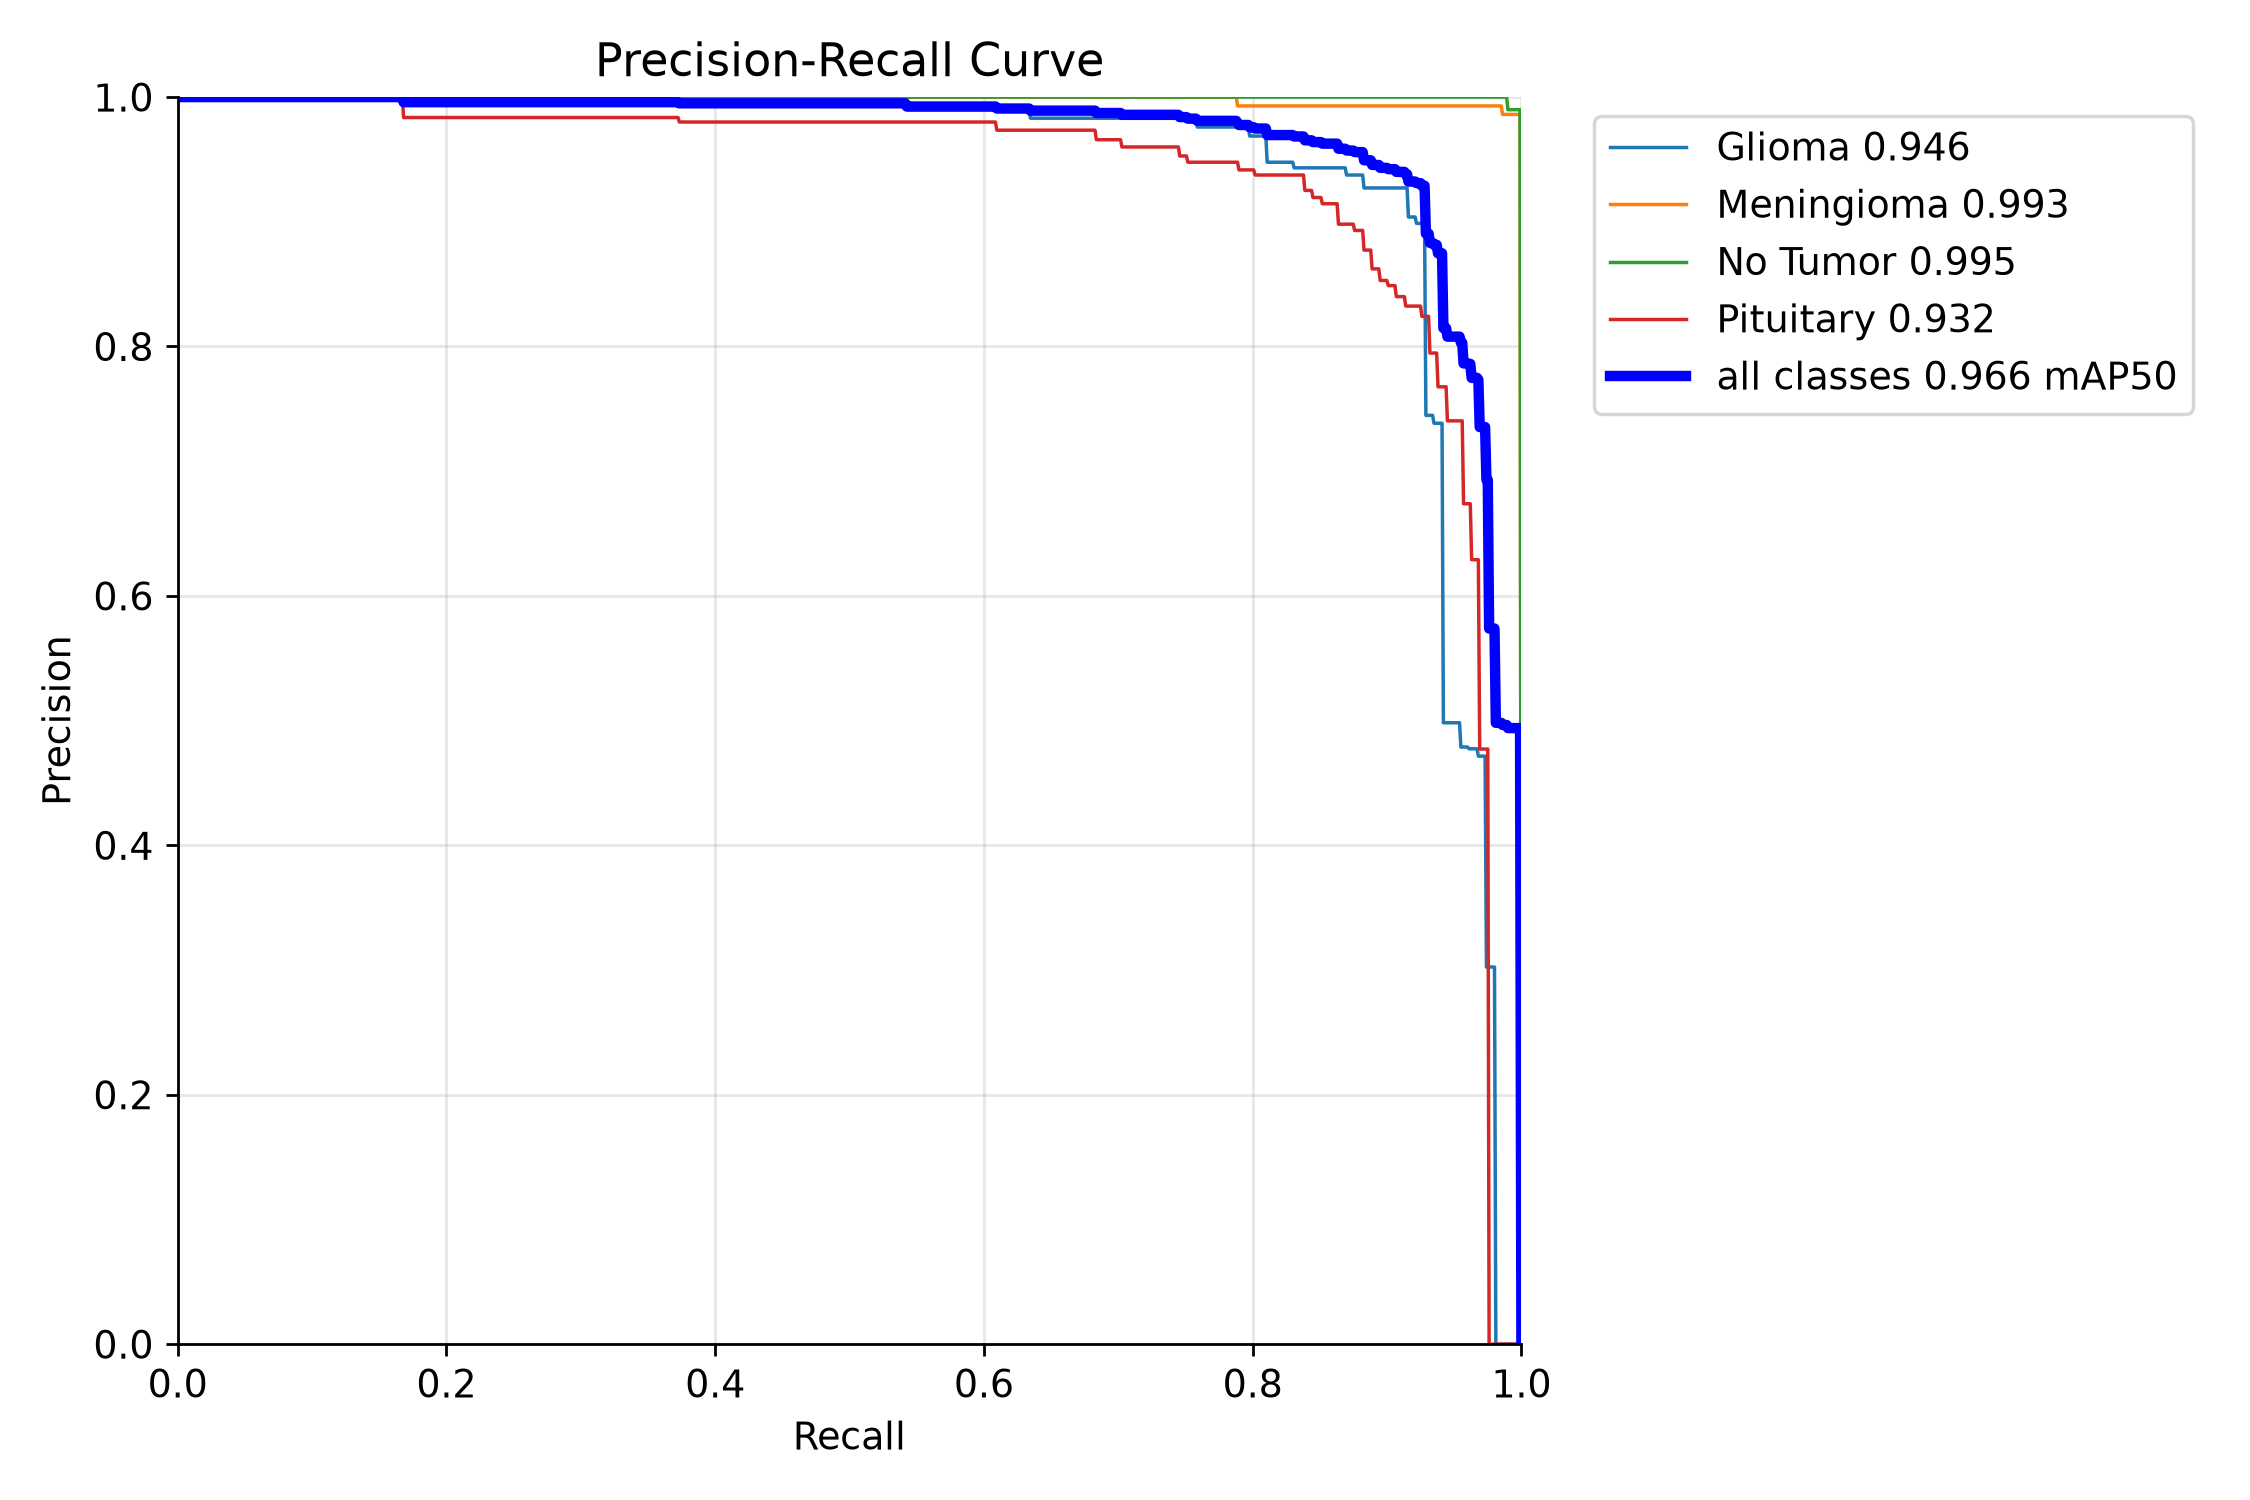 Precision-Recall Curve
1.0
0.8
0.6
0.4
0.2
0.0
Precision
0.0 0.2 0.4 0.6 0.8 1.0
Recall
Glioma 0.946
Meningioma 0.993
No Tumor 0.995
Pituitary 0.932
all classes 0.966 mAP50